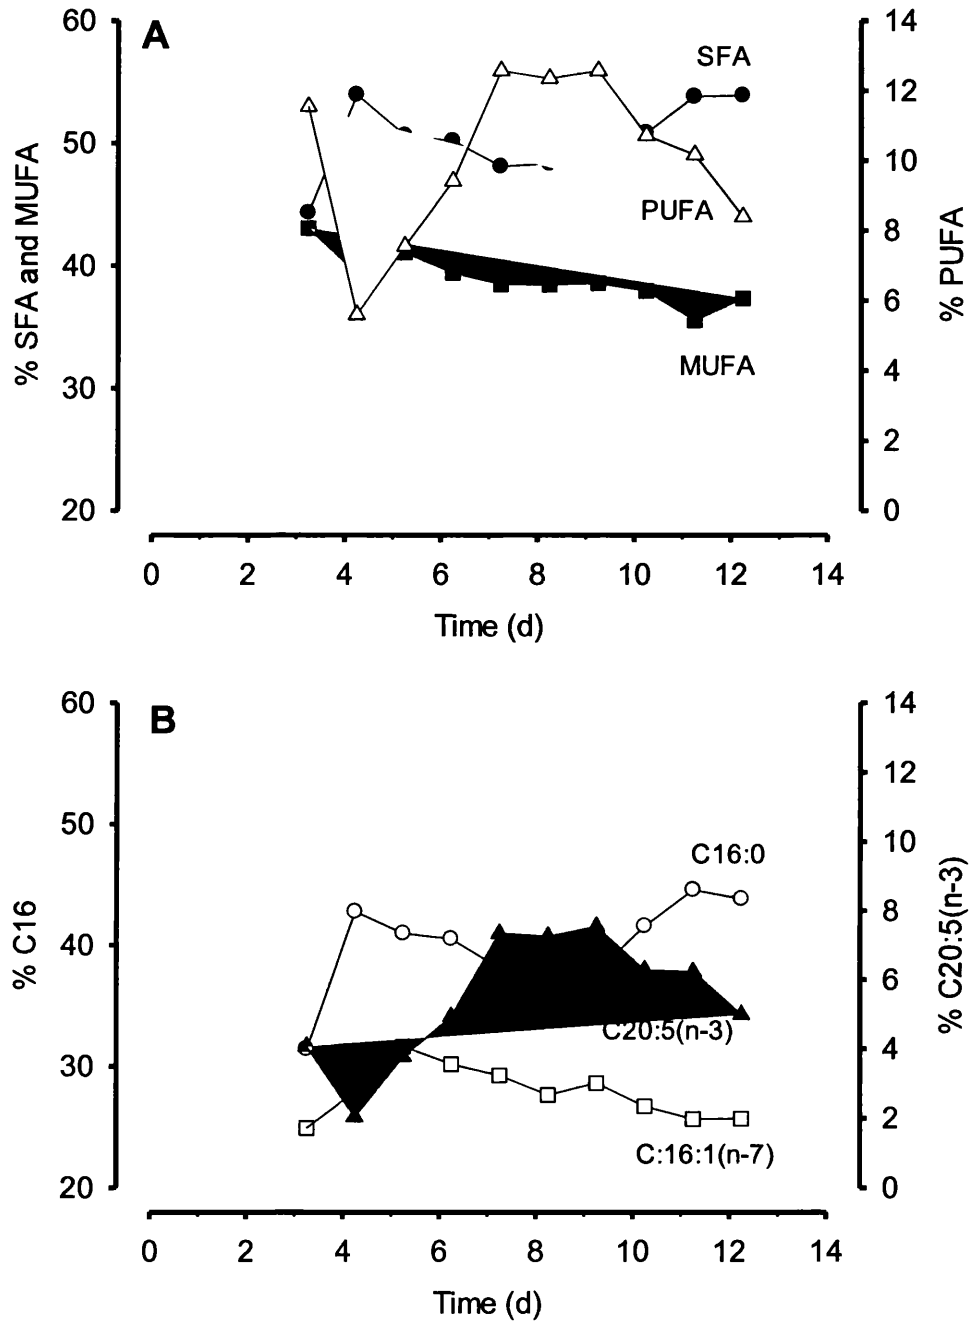 A
60
50
40
30
20
% SFA and MUFA
14
12
10
8
6
4
2
0
% PUFA
SFA
PUFA
MUFA
0 2 4 6 8 10 12 14
Time (d)
B
60
50
40
30
20
% C16
14
12
10
8
6
4
2
0
% C20:5(n-3)
C16:0
C20:5(n-3)
C:16:1(n-7)
0 2 4 6 8 10 12 14
Time (d)